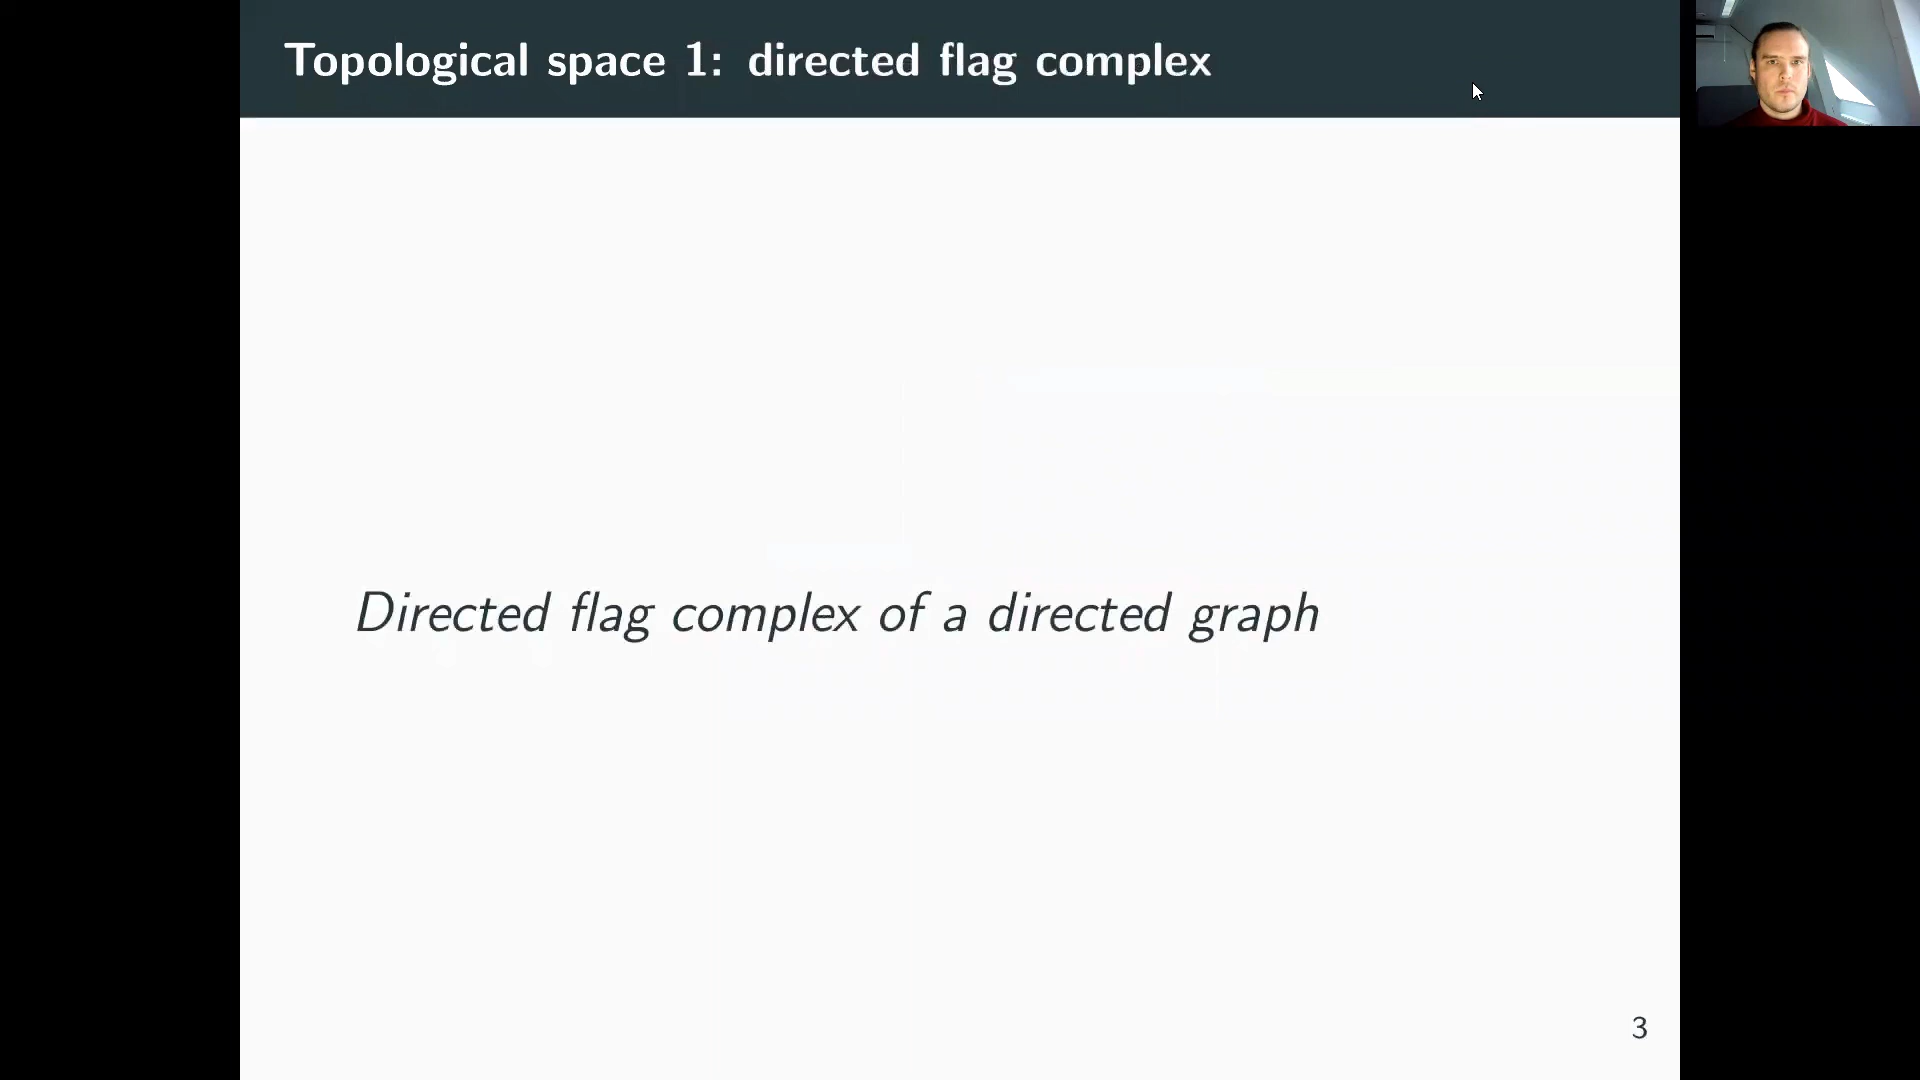 Topological space 1: directed flag complex
Directed flag complex of a directed graph
3